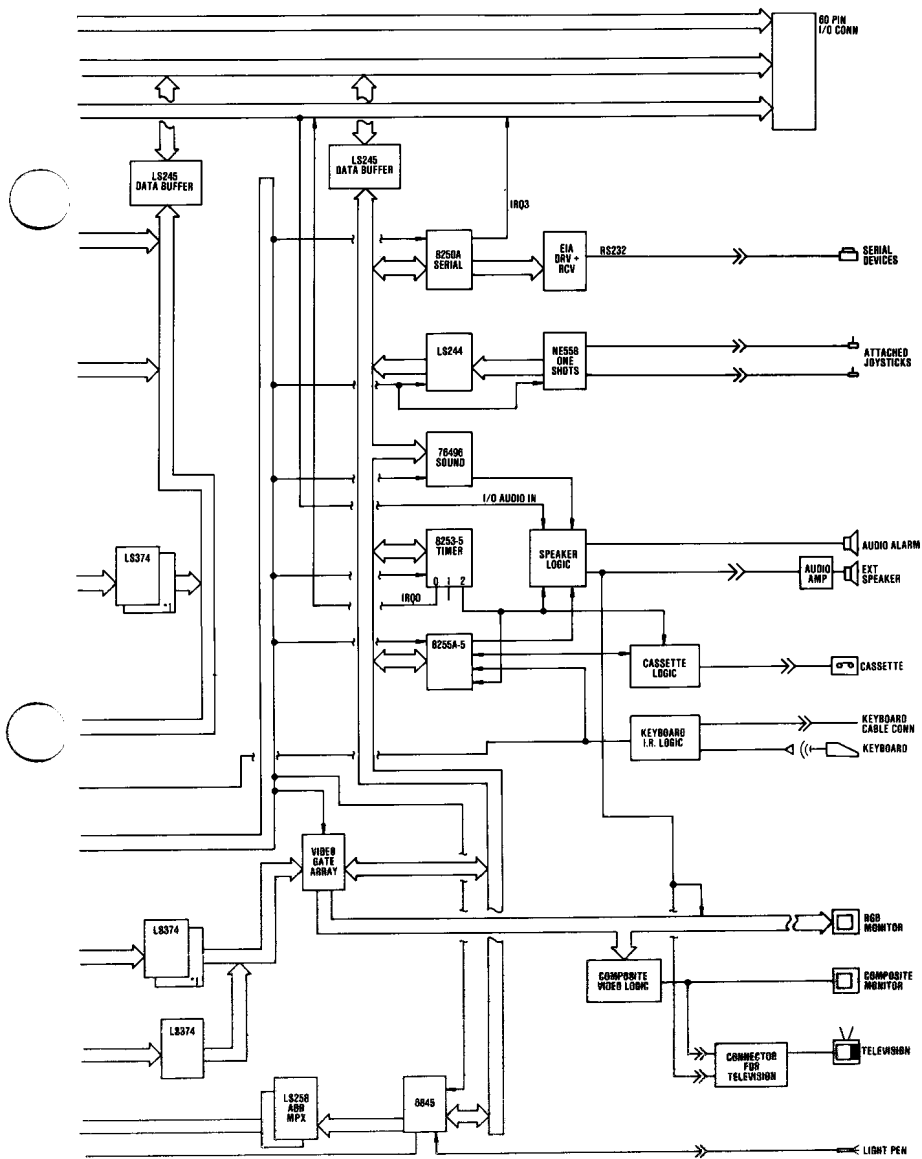 60 PIN
I/O CONN
LS245
DATA BUFFER
LS245
DATA BUFFER
IRQ3
8250A
SERIAL
EIA
DRV +
RCV
RS232
SERIAL
DEVICES
LS244
NE558
ONE
SHOTS
ATTACHED
JOYSTICKS
76496
SOUND
I/O AUDIO IN
LS374
8253-5
TIMER
0 1 2
IRQ0
SPEAKER
LOGIC
AUDIO ALARM
AUDIO
AMP
EXT
SPEAKER
8255A-5
CASSETTE
LOGIC
CASSETTE
KEYBOARD
I.R. LOGIC
KEYBOARD
CABLE CONN
KEYBOARD
VIDEO
GATE
ARRAY
LS374
RGB
MONITOR
COMPOSITE
VIDEO LOGIC
COMPOSITE
MONITOR
LS374
CONNECTOR
FOR
TELEVISION
TELEVISION
LS258
ADR
MPX
6845
LIGHT PEN